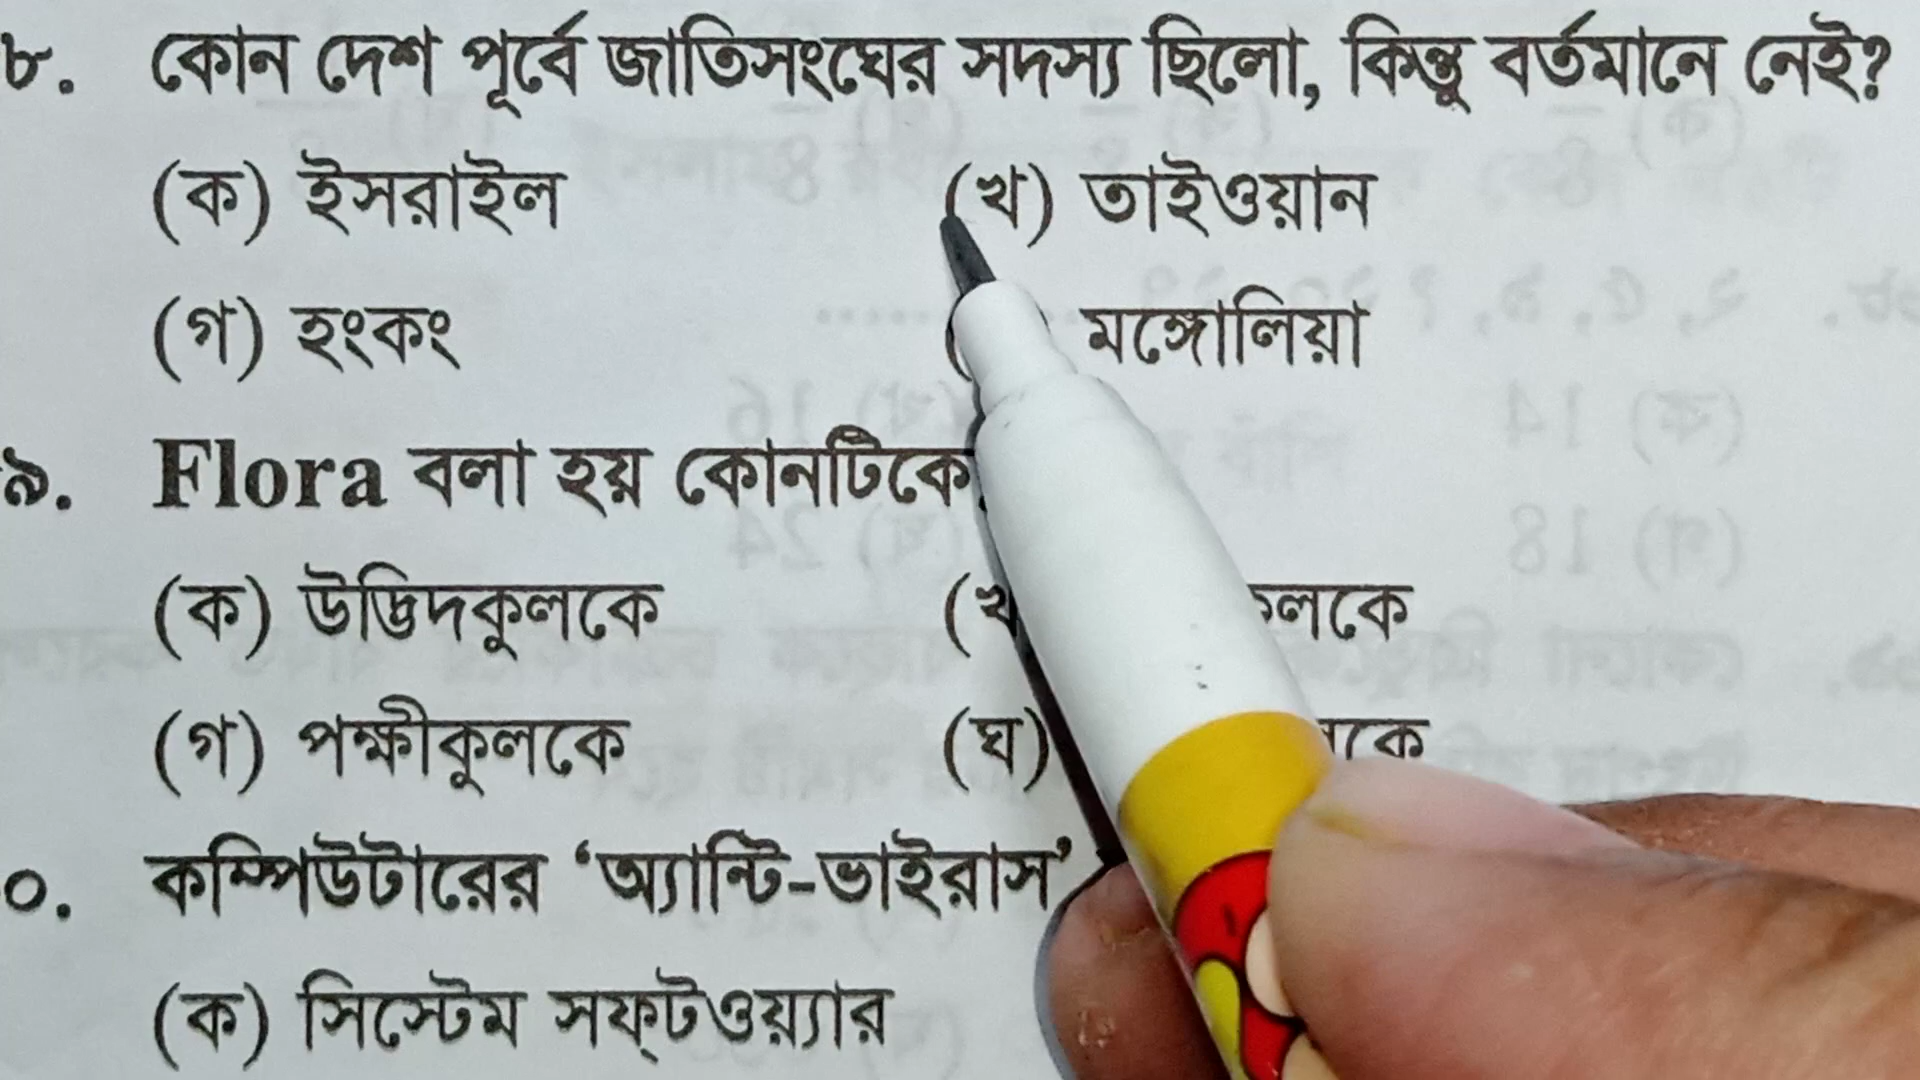 ৮. কোন দেশ পূর্বে জাতিসংঘের সদস্য ছিলো, কিন্তু বর্তমানে নেই?
(ক) ইসরাইল (খ) তাইওয়ান
(গ) হংকং মঙ্গোলিয়া
৯. Flora বলা হয় কোনটিকে
(ক) উদ্ভিদকুলকে
(গ) পক্ষীকুলকে (ঘ)
০. কম্পিউটারের ‘অ্যান্টি-ভাইরাস’
(ক) সিস্টেম সফ্টওয়্যার